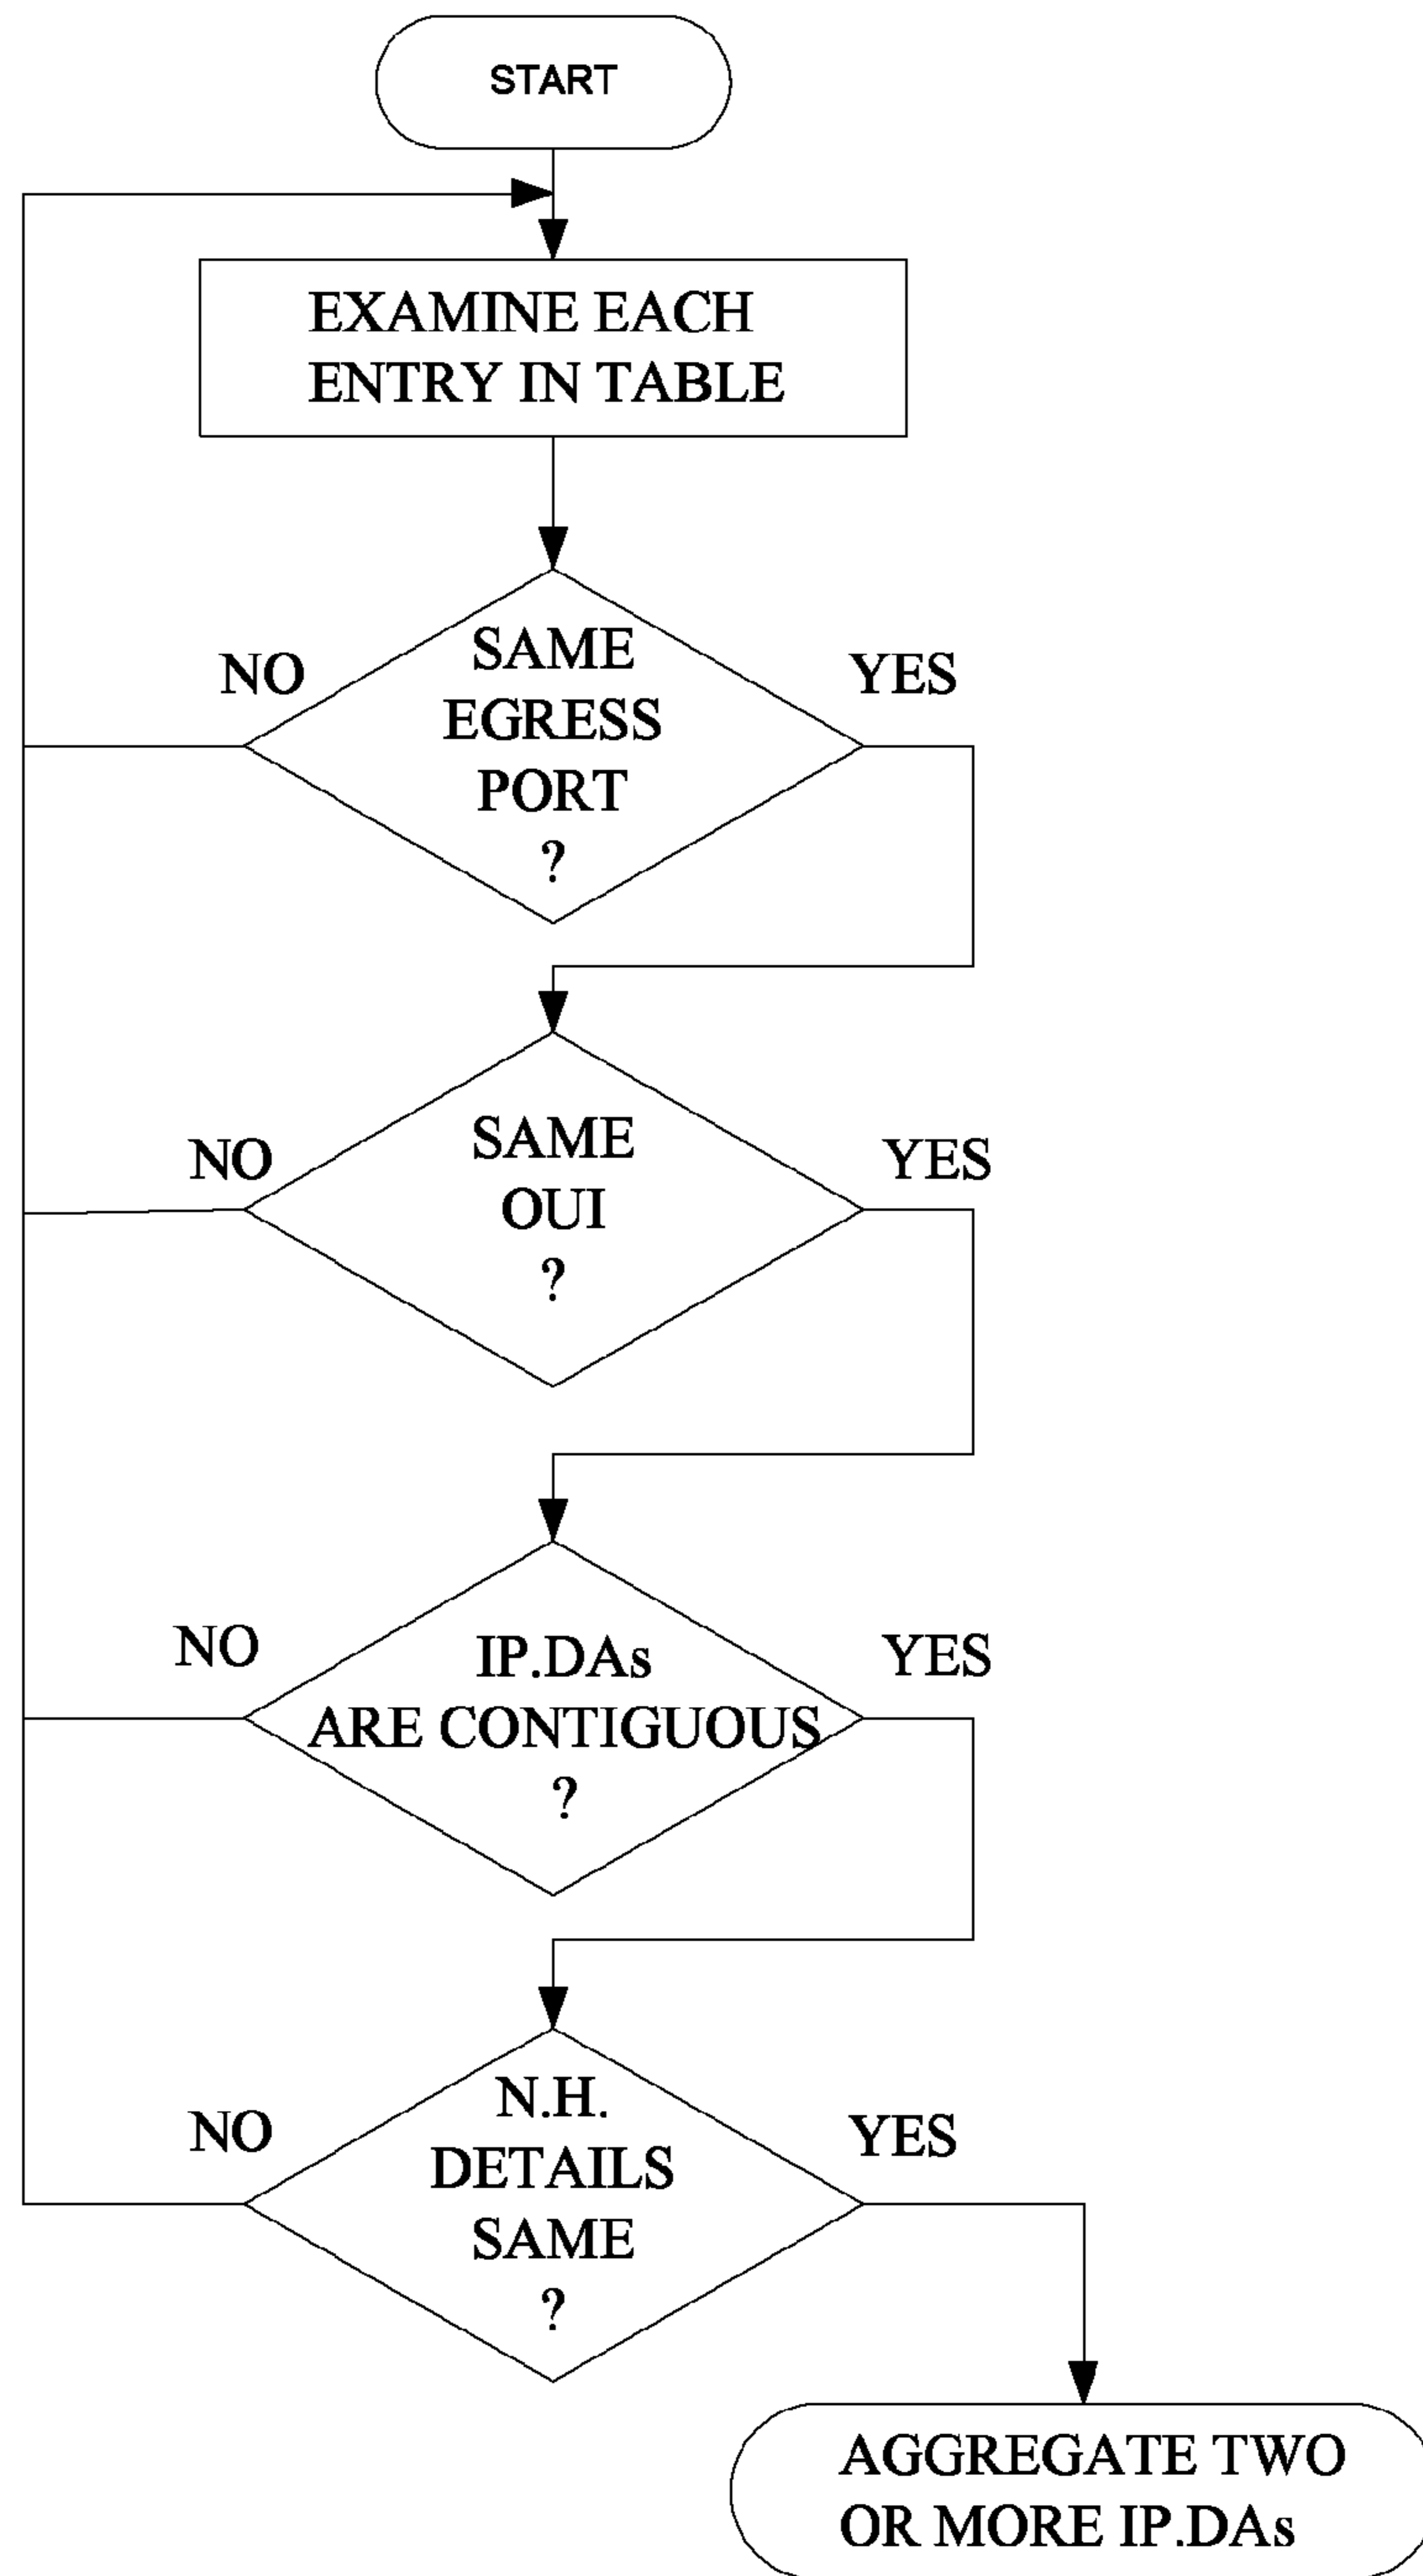 START
EXAMINE EACH
ENTRY IN TABLE
NO
SAME
EGRESS
PORT
?
YES
NO
SAME
OUI
?
YES
NO
IP.DAs
ARE CONTIGUOUS
?
YES
NO
N.H.
DETAILS
SAME
?
YES
AGGREGATE TWO
OR MORE IP.DAs